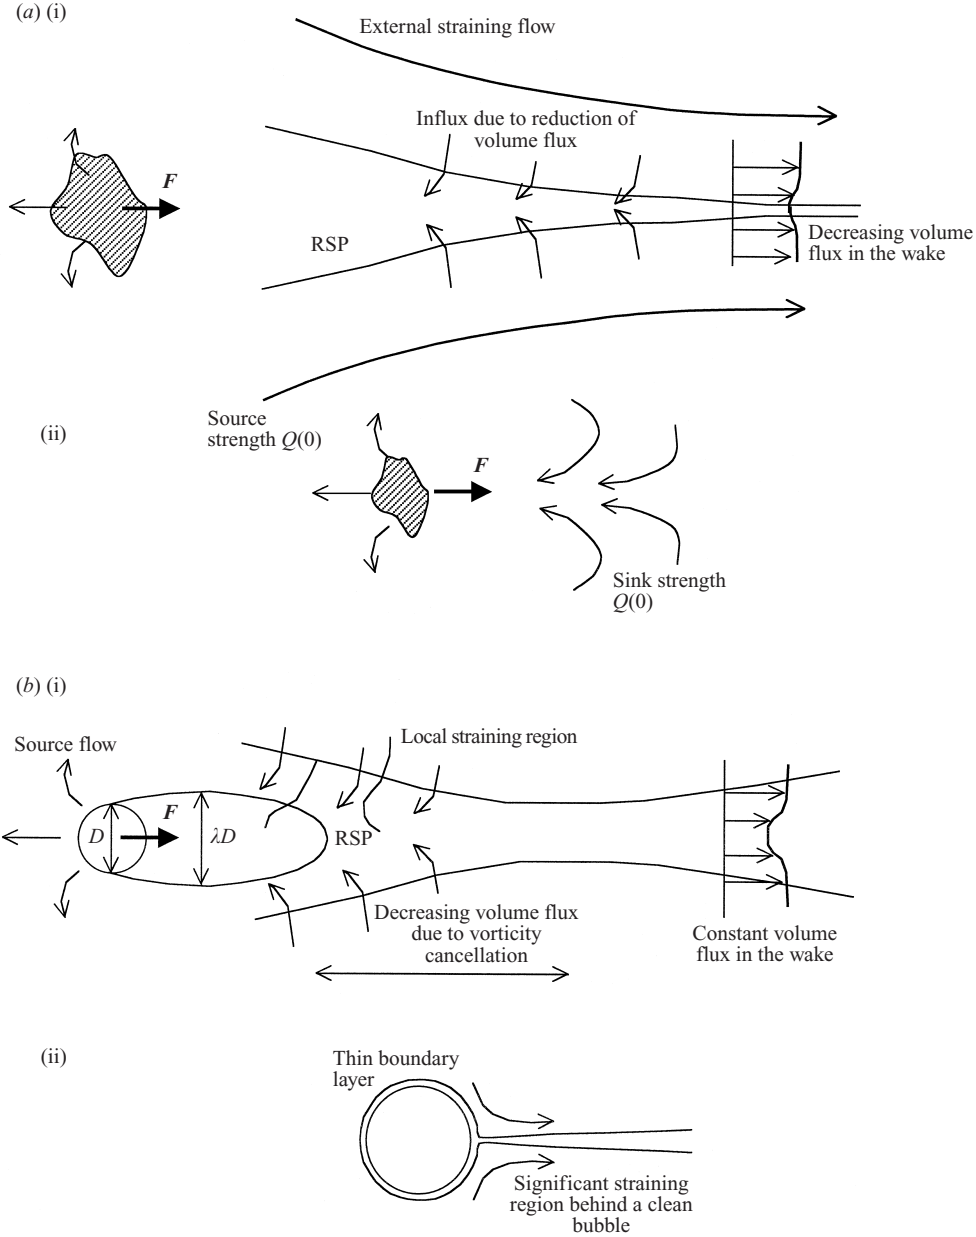 (a) (i)
External straining flow
Influx due to reduction of
volume flux
F
RSP
Decreasing volume
flux in the wake
(ii)
Source
strength Q(0)
F
Sink strength
Q(0)
(b) (i)
Source flow
Local straining region
D
F
λD
RSP
Decreasing volume flux
due to vorticity
cancellation
Constant volume
flux in the wake
(ii)
Thin boundary
layer
Significant straining
region behind a clean
bubble